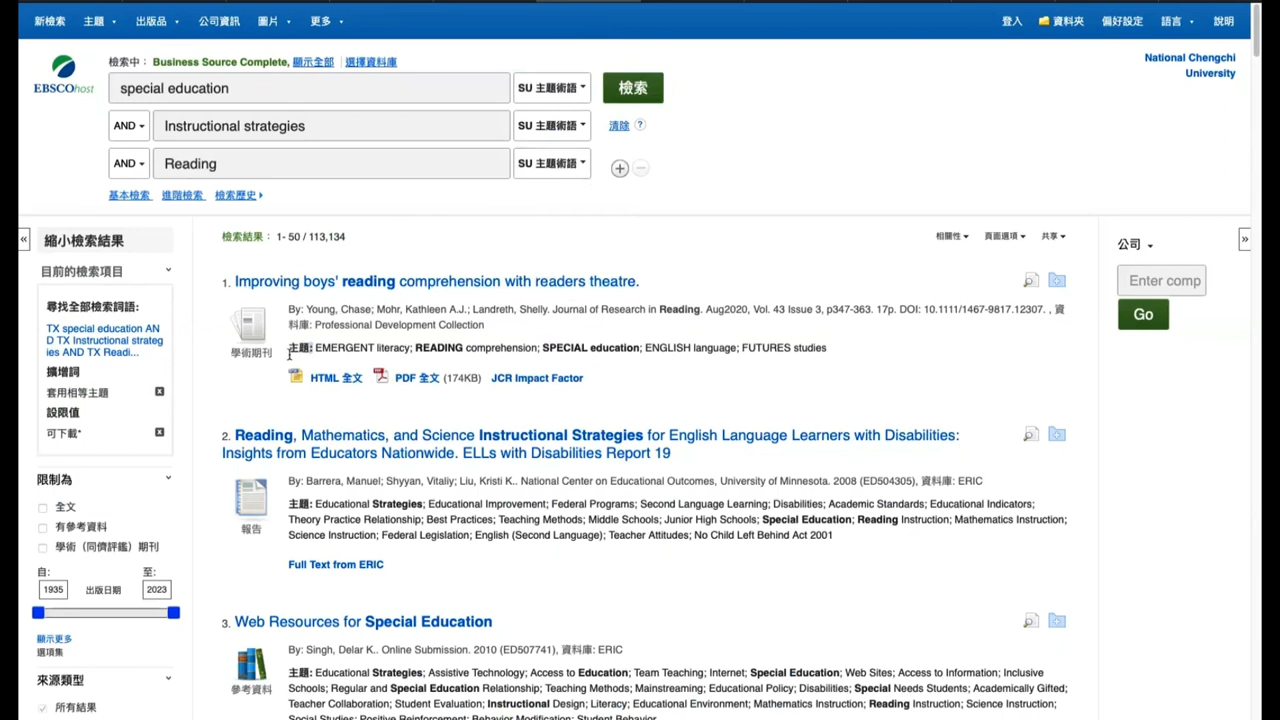 新檢索 主題 出版品 公司資訊 圖片 更多 登入 資料夾 偏好設定 語言 說明
EBSCOhost
檢索中: Business Source Complete, 顯示全部 選擇資料庫
National Chengchi
University
special education SU 主題術語 檢索
AND Instructional strategies SU 主題術語 清除 ?
AND Reading SU 主題術語
基本檢索 進階檢索 檢索歷史
縮小檢索結果
目前的檢索項目
尋找全部檢索詞語:
TX special education AN
D TX Instructional strateg
ies AND TX Readi...
擴增詞
套用相等主題
設限值
可下載*
限制為
全文
有參考資料
學術（同儕評鑑）期刊
自: 至:
1935 出版日期 2023
顯示更多
選項集
來源類型
所有結果
檢索結果： 1- 50 / 113,134 相關性 頁面選項 共享
1. Improving boys' reading comprehension with readers theatre.
By: Young, Chase; Mohr, Kathleen A.J.; Landreth, Shelly. Journal of Research in Reading. Aug2020, Vol. 43 Issue 3, p347-363. 17p. DOI: 10.1111/1467-9817.12307. , 資
料庫: Professional Development Collection
學術期刊
主題: EMERGENT literacy; READING comprehension; SPECIAL education; ENGLISH language; FUTURES studies
HTML 全文 PDF 全文 (174KB) JCR Impact Factor
2. Reading, Mathematics, and Science Instructional Strategies for English Language Learners with Disabilities:
Insights from Educators Nationwide. ELLs with Disabilities Report 19
By: Barrera, Manuel; Shyyan, Vitaliy; Liu, Kristi K.. National Center on Educational Outcomes, University of Minnesota. 2008 (ED504305), 資料庫: ERIC
報告
主題: Educational Strategies; Educational Improvement; Federal Programs; Second Language Learning; Disabilities; Academic Standards; Educational Indicators;
Theory Practice Relationship; Best Practices; Teaching Methods; Middle Schools; Junior High Schools; Special Education; Reading Instruction; Mathematics Instruction;
Science Instruction; Federal Legislation; English (Second Language); Teacher Attitudes; No Child Left Behind Act 2001
Full Text from ERIC
3. Web Resources for Special Education
By: Singh, Delar K.. Online Submission. 2010 (ED507741), 資料庫: ERIC
參考資料
主題: Educational Strategies; Assistive Technology; Access to Education; Team Teaching; Internet; Special Education; Web Sites; Access to Information; Inclusive
Schools; Regular and Special Education Relationship; Teaching Methods; Mainstreaming; Educational Policy; Disabilities; Special Needs Students; Academically Gifted;
Teacher Collaboration; Student Evaluation; Instructional Design; Literacy; Educational Environment; Mathematics Instruction; Reading Instruction; Science Instruction;
Social Studies; Positive Reinforcement; Behavior Modification; Student Behavior
公司
Enter comp
Go